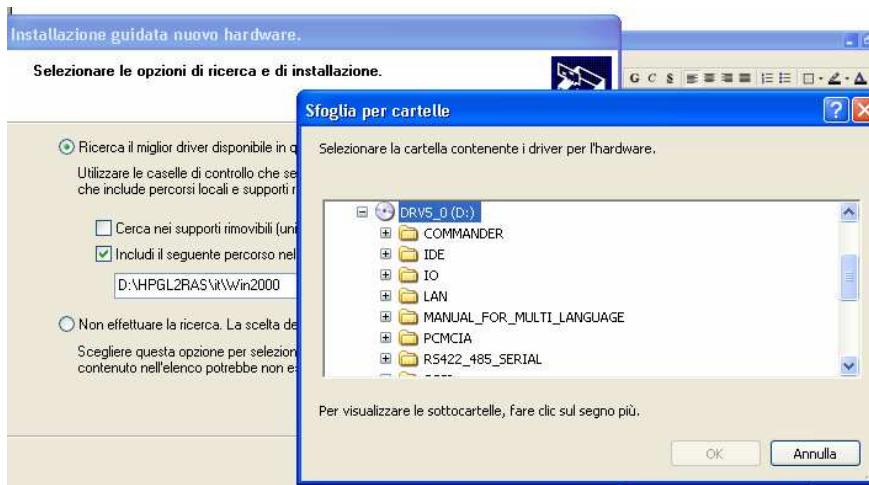 Installazione guidata nuovo hardware.
Selezionare le opzioni di ricerca e di installazione.
G C S
Sfoglia per cartelle
Selezionare la cartella contenente i driver per l'hardware.
Ricerca il miglior driver disponibile in q
Utilizzare le caselle di controllo che se
che include percorsi locali e supporti r
Cerca nei supporti rimovibili (uni
Includi il seguente percorso nel
D:\HPGL2RAS\it\Win2000
Non effettuare la ricerca. La scelta de
Scegliere questa opzione per selezion
contenuto nell'elenco potrebbe non e
DRV5_0 (D:)
COMMANDER
IDE
IO
LAN
MANUAL_FOR_MULTI_LANGUAGE
PCMCIA
RS422_485_SERIAL
Per visualizzare le sottocartelle, fare clic sul segno più.
OK
Annulla